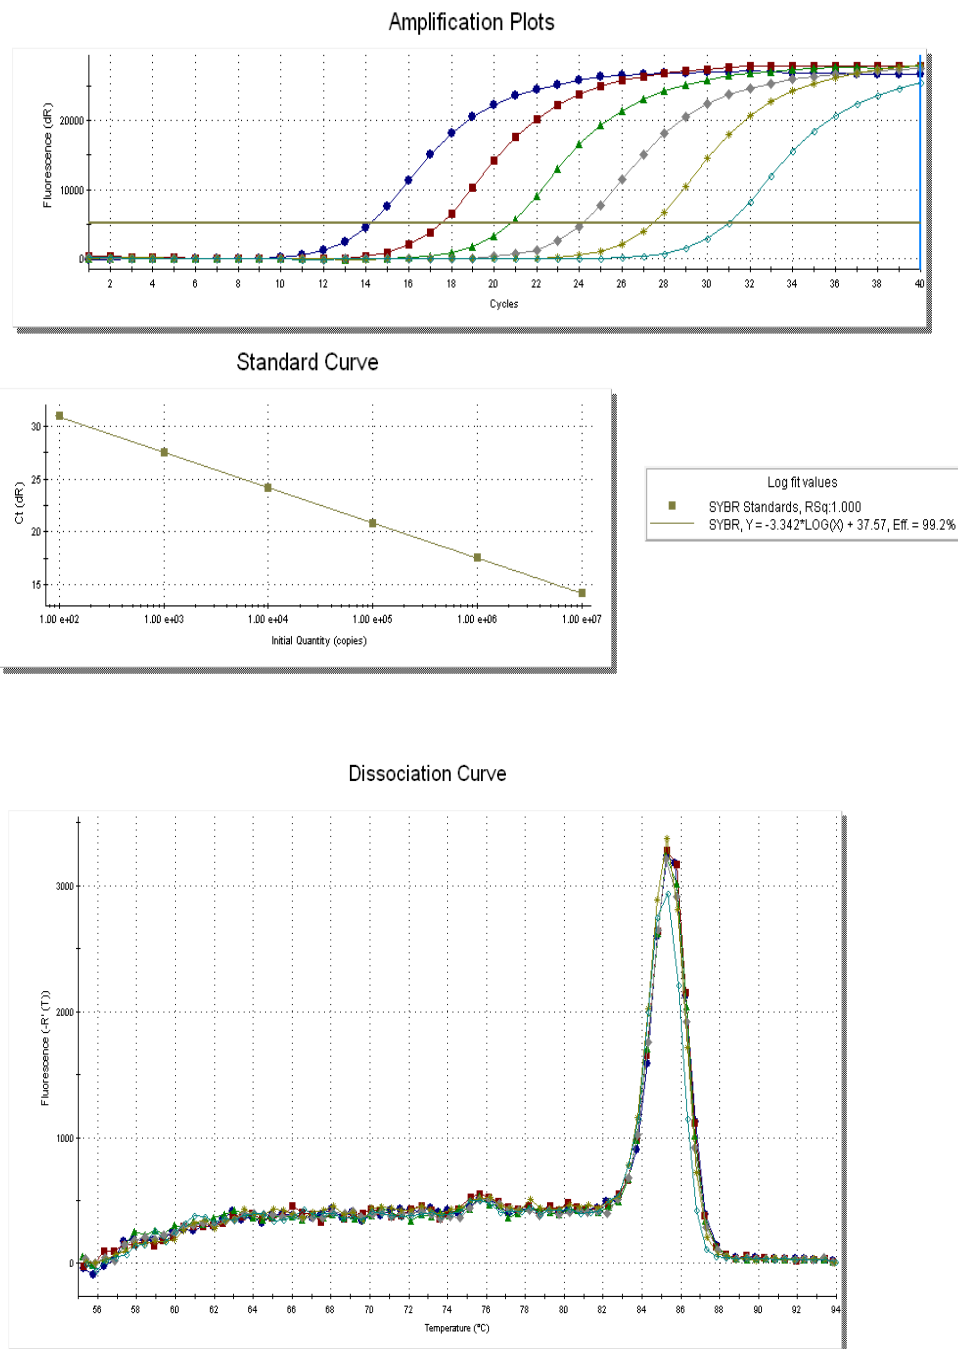 Amplification Plots
Fluorescence (dR)
20000
10000
0
2 4 6 8 10 12 14 16 18 20 22 24 26 28 30 32 34 36 38 40
Cycles
Standard Curve
Ct (dR)
30
25
20
15
1.00 e+02 1.00 e+03 1.00 e+04 1.00 e+05 1.00 e+06 1.00 e+07
Initial Quantity (copies)
Log fit values
SYBR Standards, RSq:1.000
SYBR, Y = -3.342*LOG(X) + 37.57, Eff. = 99.2%
Dissociation Curve
Fluorescence (-R'(T))
3000
2000
1000
0
56 58 60 62 64 66 68 70 72 74 76 78 80 82 84 86 88 90 92 94
Temperature (°C)